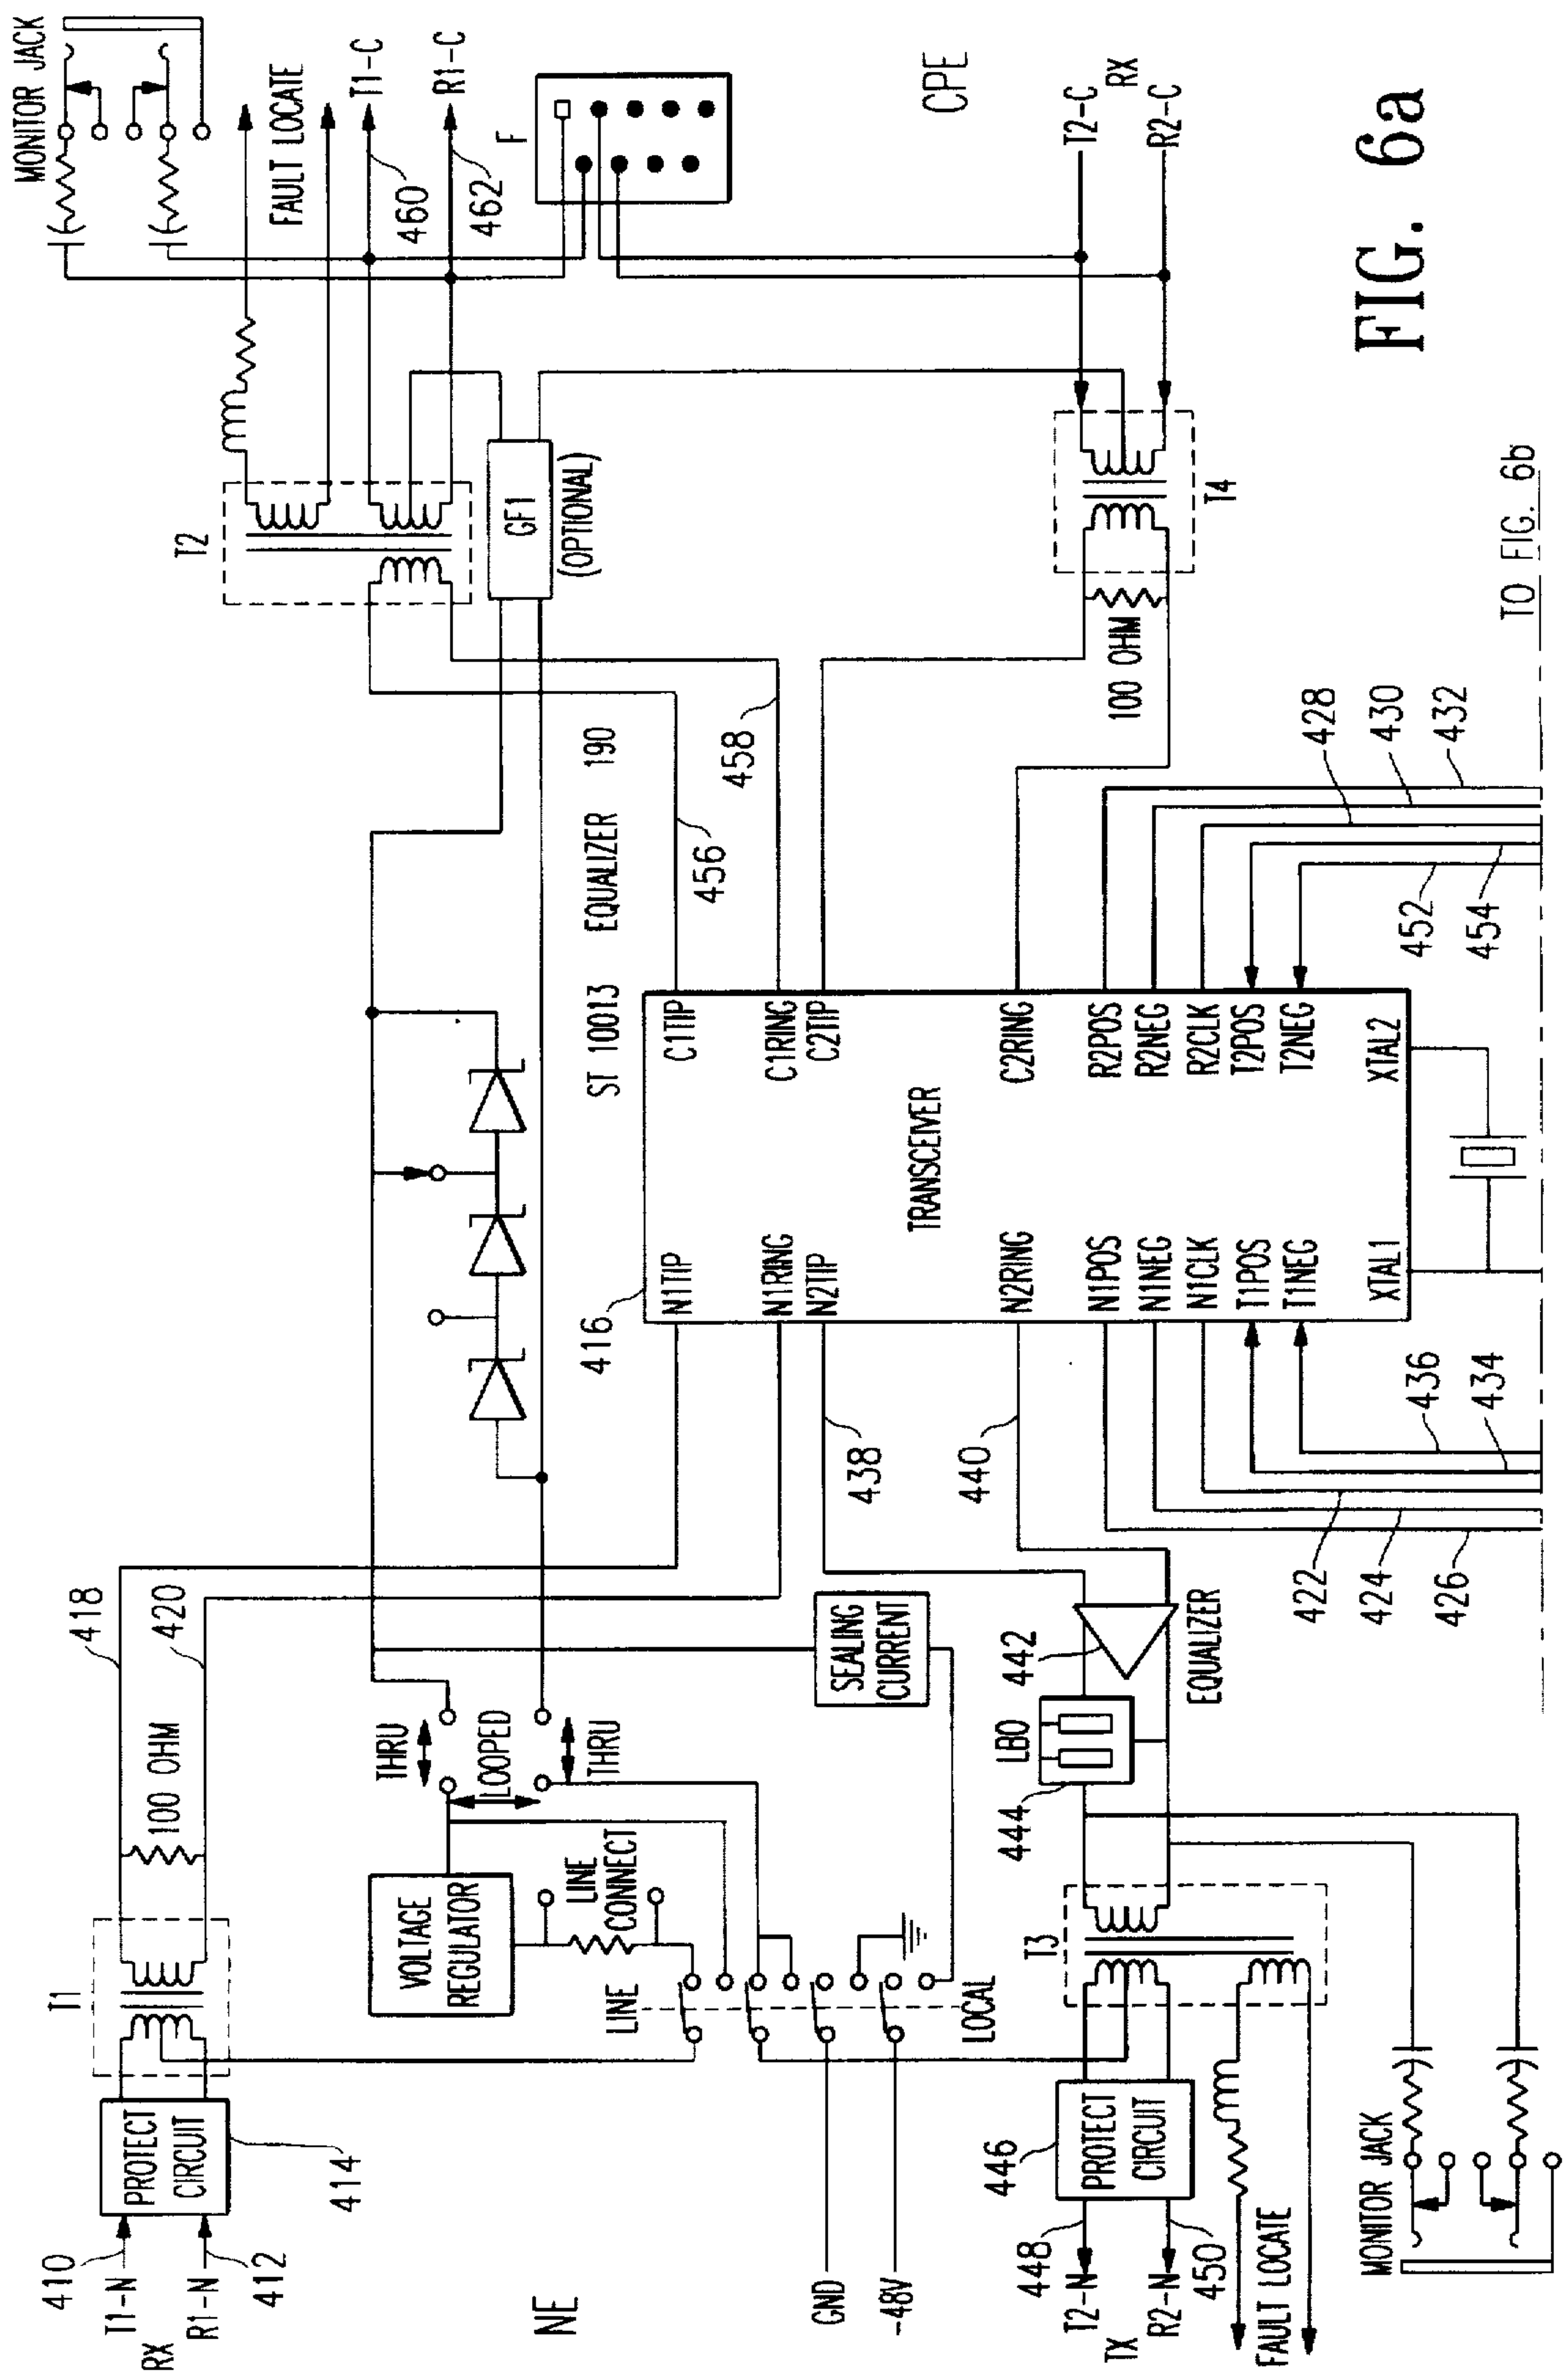 410
T1-N
RX
R1-N
412
PROTECT
CIRCUIT
414
T1
100 OHM
418
420
NE
VOLTAGE
REGULATOR
LINE
CONNECT
THRU
LOOPED
THRU
LINE
LOCAL
GND
-48V
SEALING
CURRENT
T2
FAULT LOCATE
MONITOR JACK
T1-C
R1-C
460
462
GF1
(OPTIONAL)
F
CPE
ST 10013 EQUALIZER 190
416
TRANSCEIVER
N1TIP
N1RING
N2TIP
N2RING
N1POS
N1NEG
N1CLK
T1POS
T1NEG
XTAL1
C1TIP
C1RING
C2TIP
C2RING
R2POS
R2NEG
R2CLK
T2POS
T2NEG
XTAL2
456
458
438
440
442
EQUALIZER
LBO
444
T3
446
PROTECT
CIRCUIT
448
T2-N
TX
R2-N
450
FAULT LOCATE
MONITOR JACK
422
424
426
436
434
452
454
428
430
432
100 OHM
T4
T2-C
RX
R2-C
TO FIG. 6b
FIG. 6a